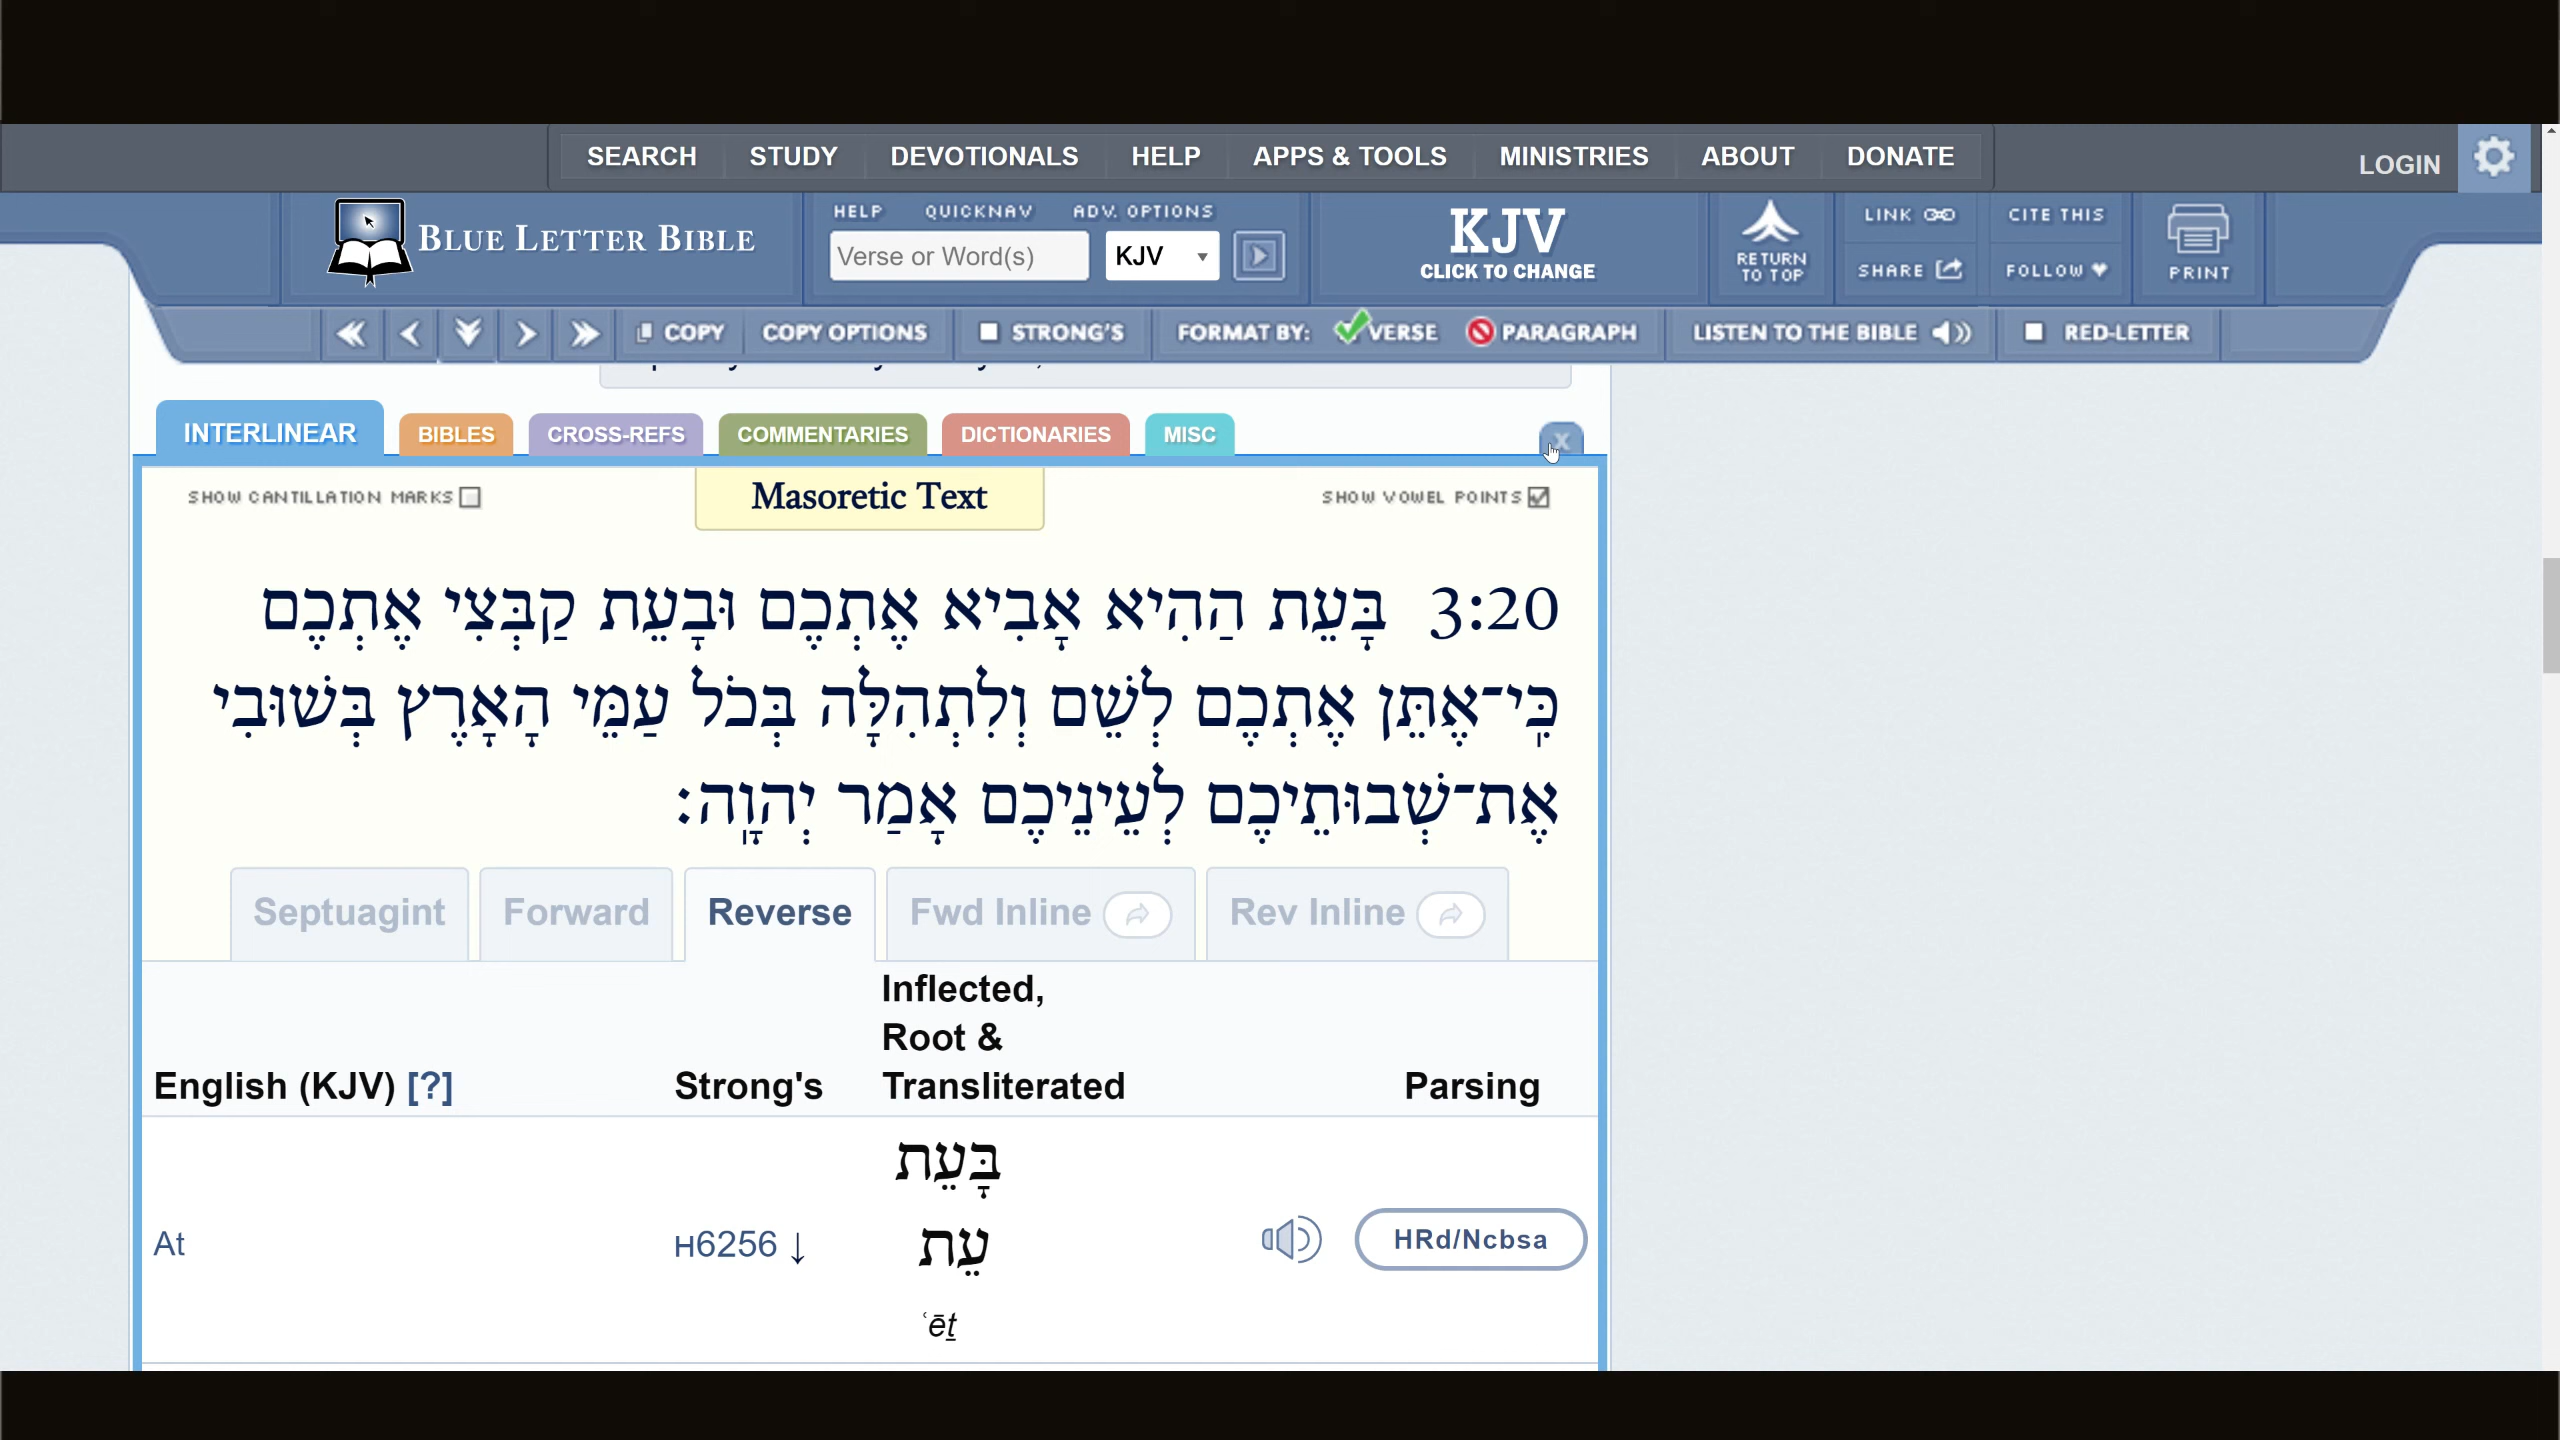 SEARCH STUDY DEVOTIONALS HELP APPS & TOOLS MINISTRIES ABOUT DONATE LOGIN
BLUE LETTER BIBLE
HELP QUICKNAV ADV. OPTIONS
Verse or Word(s) KJV
KJV
CLICK TO CHANGE
RETURN
TO TOP
LINK CITE THIS
SHARE FOLLOW
PRINT
COPY COPY OPTIONS STRONG'S FORMAT BY: VERSE PARAGRAPH LISTEN TO THE BIBLE RED-LETTER
INTERLINEAR BIBLES CROSS-REFS COMMENTARIES DICTIONARIES MISC X
SHOW CANTILLATION MARKS Masoretic Text SHOW VOWEL POINTS
3:20 בָּעֵת הַהִיא אָבִיא אֶתְכֶם וּבָעֵת קַבְּצִי אֶתְכֶם
כִּי־אֶתֵּן אֶתְכֶם לְשֵׁם וְלִתְהִלָּה בְּכֹל עַמֵּי הָאָרֶץ בְּשׁוּבִי
אֶת־שְׁבוּתֵיכֶם לְעֵינֵיכֶם אָמַר יְהוָֽה׃
Septuagint Forward Reverse Fwd Inline Rev Inline
English (KJV) [?] Strong's Inflected,
Root &
Transliterated Parsing
At H6256 ↓ בָּעֵת
עֵת
ʿēṯ
HRd/Ncbsa